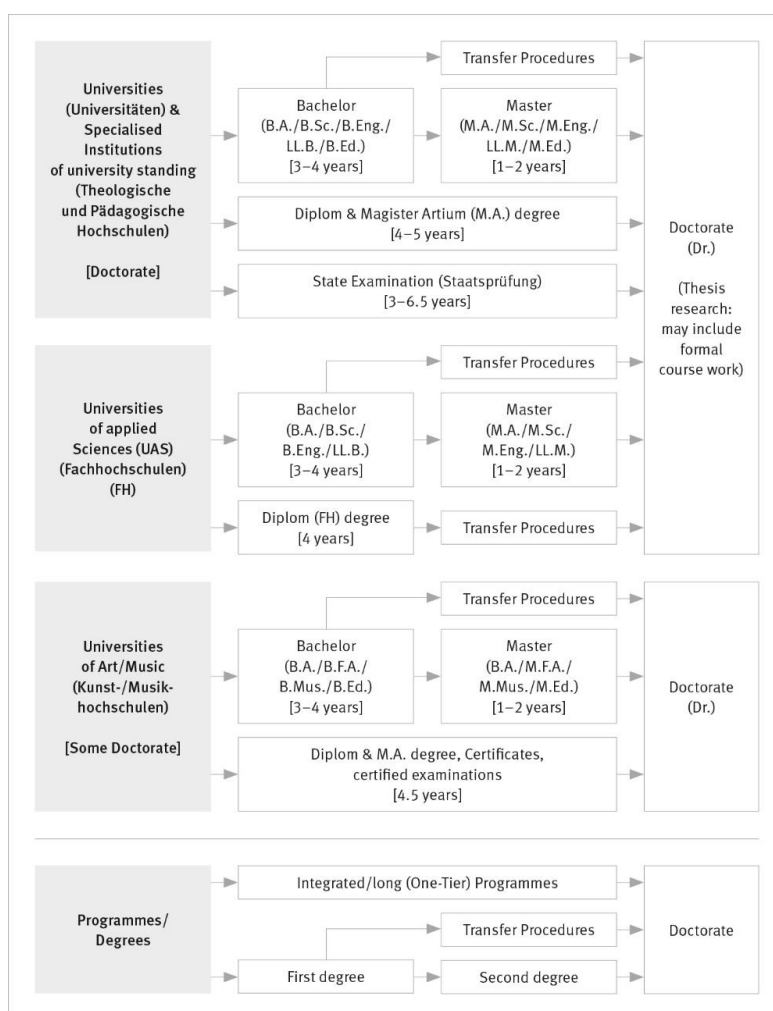 Universities
(Universitäten) &
Specialised
Institutions
of university standing
(Theologische
und Pädagogische
Hochschulen)
[Doctorate]
Transfer Procedures
Bachelor
(B.A./B.Sc./B.Eng./
LL.B./B.Ed.)
[3–4 years]
Master
(M.A./M.Sc./M.Eng./
LL.M./M.Ed.)
[1–2 years]
Diplom & Magister Artium (M.A.) degree
[4–5 years]
State Examination (Staatsprüfung)
[3–6.5 years]
Doctorate
(Dr.)
(Thesis
research:
may include
formal
course work)
Universities
of applied
Sciences (UAS)
(Fachhochschulen)
(FH)
Transfer Procedures
Bachelor
(B.A./B.Sc./
B.Eng./LL.B.)
[3–4 years]
Master
(M.A./M.Sc./
M.Eng./LL.M.)
[1–2 years]
Diplom (FH) degree
[4 years]
Transfer Procedures
Universities
of Art/Music
(Kunst-/Musik-
hochschulen)
[Some Doctorate]
Transfer Procedures
Bachelor
(B.A./B.F.A./
B.Mus./B.Ed.)
[3–4 years]
Master
(B.A./M.F.A./
M.Mus./M.Ed.)
[1–2 years]
Diplom & M.A. degree, Certificates,
certified examinations
[4.5 years]
Doctorate
(Dr.)
Programmes/
Degrees
Integrated/long (One-Tier) Programmes
Transfer Procedures
First degree
Second degree
Doctorate